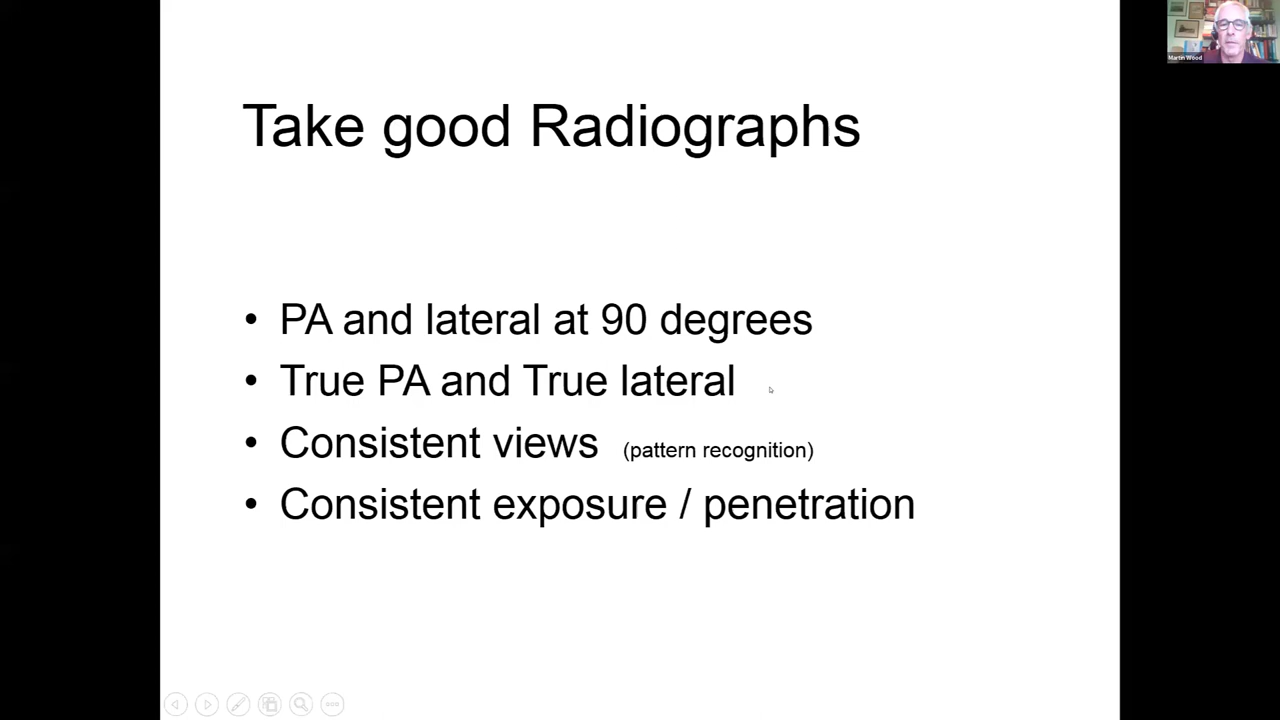 Martin Wood
Take good Radiographs
• PA and lateral at 90 degrees
• True PA and True lateral
• Consistent views (pattern recognition)
• Consistent exposure / penetration